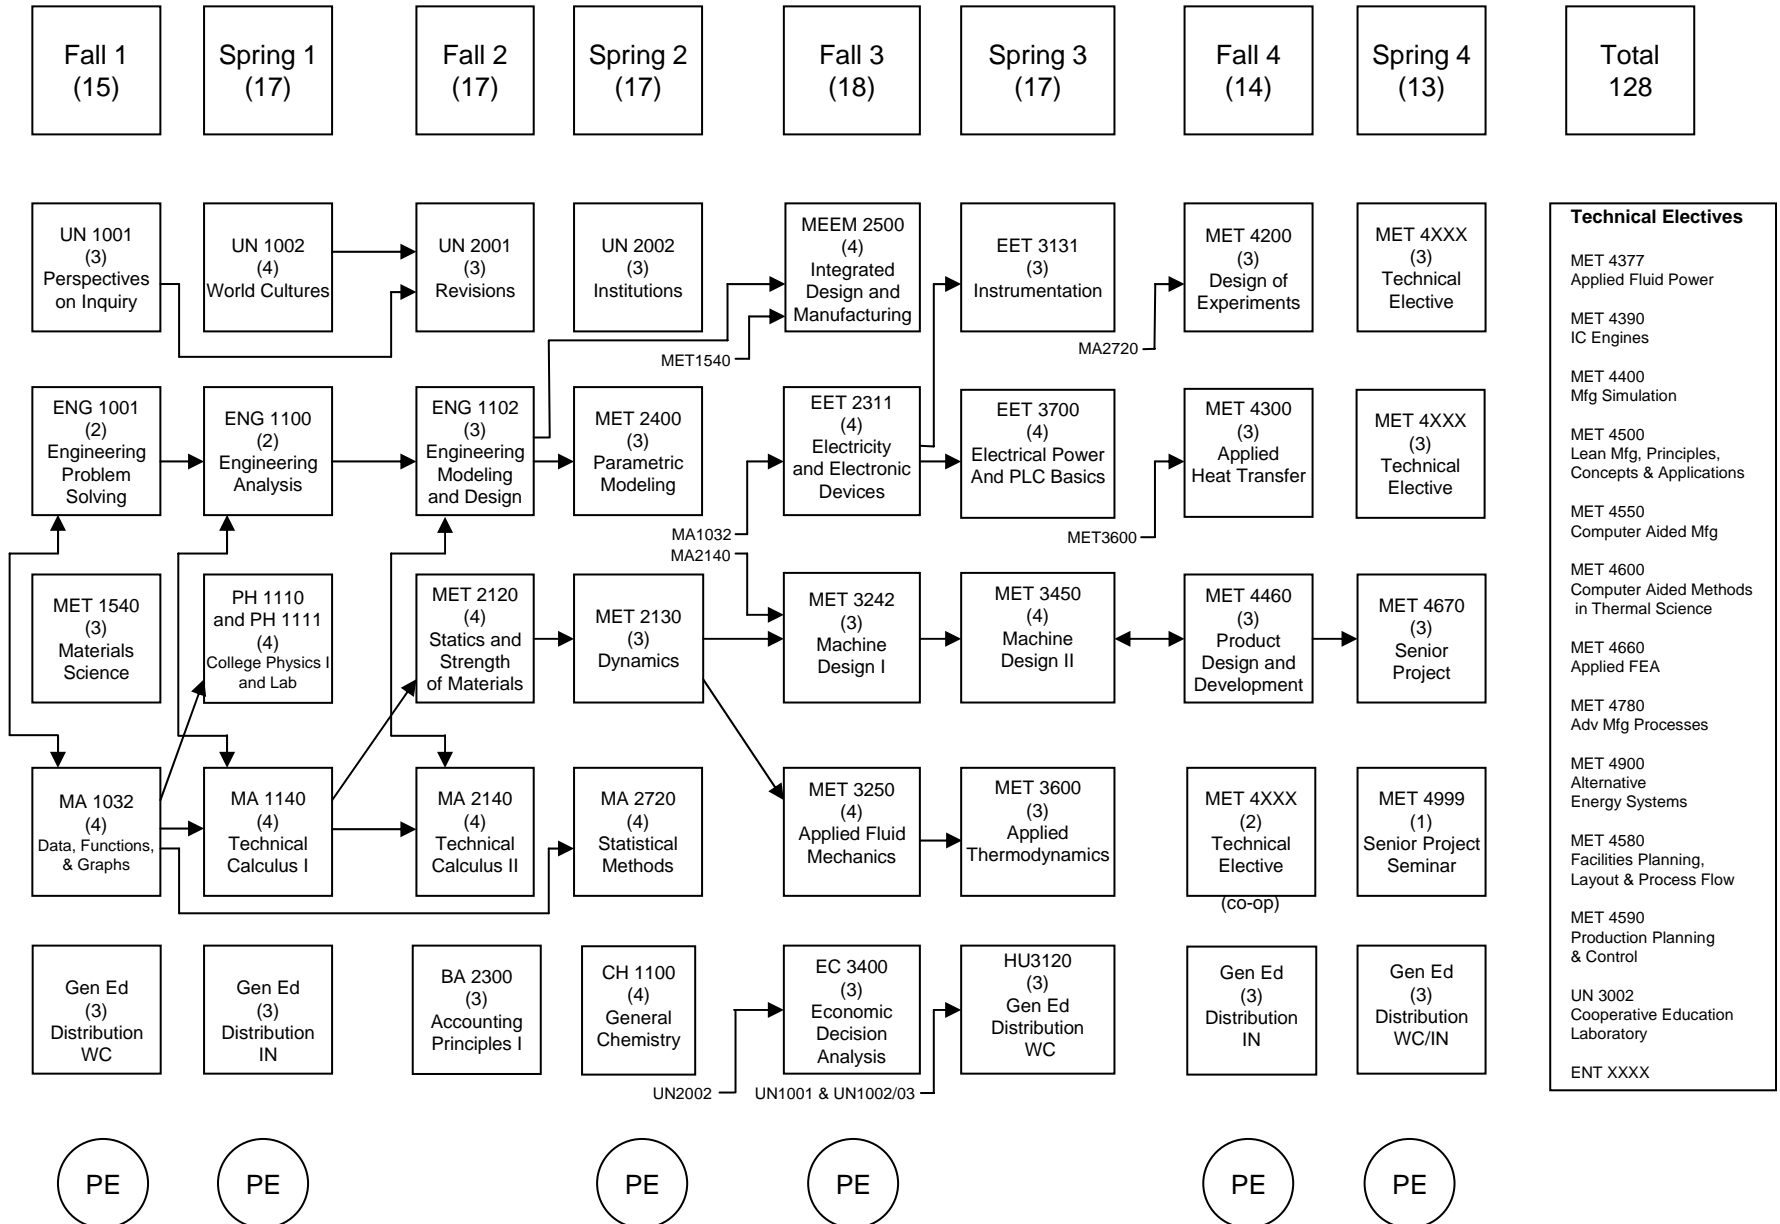 Fall 1
(15)
Spring 1
(17)
Fall 2
(17)
Spring 2
(17)
Fall 3
(18)
Spring 3
(17)
Fall 4
(14)
Spring 4
(13)
Total
128
UN 1001
(3)
Perspectives
on Inquiry
UN 1002
(4)
World Cultures
UN 2001
(3)
Revisions
UN 2002
(3)
Institutions
MEEM 2500
(4)
Integrated
Design and
Manufacturing
MET1540
EET 3131
(3)
Instrumentation
MA2720
MET 4200
(3)
Design of
Experiments
MET 4XXX
(3)
Technical
Elective
ENG 1001
(2)
Engineering
Problem
Solving
ENG 1100
(2)
Engineering
Analysis
ENG 1102
(3)
Engineering
Modeling
and Design
MET 2400
(3)
Parametric
Modeling
EET 2311
(4)
Electricity
and Electronic
Devices
MA1032
MA2140
EET 3700
(4)
Electrical Power
And PLC Basics
MET3600
MET 4300
(3)
Applied
Heat Transfer
MET 4XXX
(3)
Technical
Elective
MET 1540
(3)
Materials
Science
PH 1110
and PH 1111
(4)
College Physics I
and Lab
MET 2120
(4)
Statics and
Strength
of Materials
MET 2130
(3)
Dynamics
MET 3242
(3)
Machine
Design I
MET 3450
(4)
Machine
Design II
MET 4460
(3)
Product
Design and
Development
MET 4670
(3)
Senior
Project
MA 1032
(4)
Data, Functions,
& Graphs
MA 1140
(4)
Technical
Calculus I
MA 2140
(4)
Technical
Calculus II
MA 2720
(4)
Statistical
Methods
MET 3250
(4)
Applied Fluid
Mechanics
MET 3600
(3)
Applied
Thermodynamics
MET 4XXX
(2)
Technical
Elective
(co-op)
MET 4999
(1)
Senior Project
Seminar
Gen Ed
(3)
Distribution
WC
Gen Ed
(3)
Distribution
IN
BA 2300
(3)
Accounting
Principles I
CH 1100
(4)
General
Chemistry
UN2002
EC 3400
(3)
Economic
Decision
Analysis
UN1001 & UN1002/03
HU3120
(3)
Gen Ed
Distribution
WC
Gen Ed
(3)
Distribution
IN
Gen Ed
(3)
Distribution
WC/IN
PE
PE
PE
PE
PE
PE
Technical Electives
MET 4377
Applied Fluid Power
MET 4390
IC Engines
MET 4400
Mfg Simulation
MET 4500
Lean Mfg, Principles,
Concepts & Applications
MET 4550
Computer Aided Mfg
MET 4600
Computer Aided Methods
in Thermal Science
MET 4660
Applied FEA
MET 4780
Adv Mfg Processes
MET 4900
Alternative
Energy Systems
MET 4580
Facilities Planning,
Layout & Process Flow
MET 4590
Production Planning
& Control
UN 3002
Cooperative Education
Laboratory
ENT XXXX